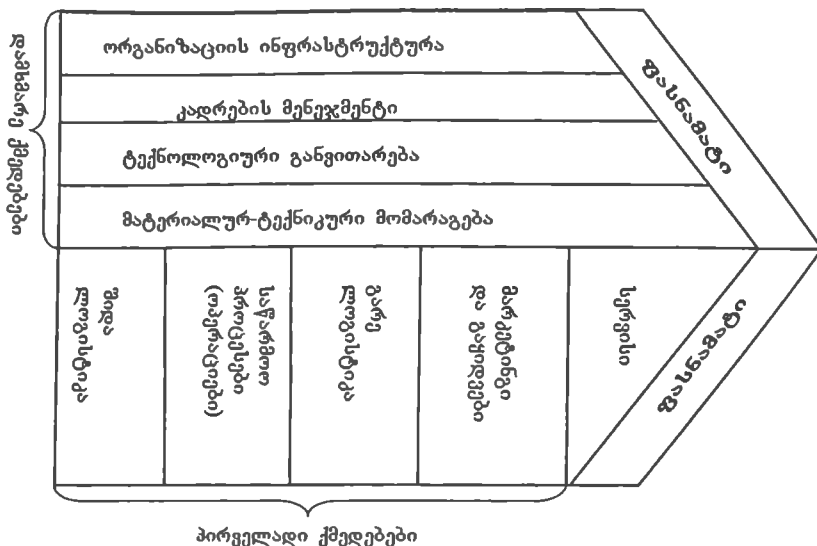 დამხმარე ქმედებები
ორგანიზაციის ინფრასტრუქტურა
კადრების მენეჯმენტი
ტექნოლოგიური განვითარება
მატერიალურ-ტექნიკური მომარაგება
ფასნამატი
შიდა
ლოგისტიკა
საწარმოო
პროცესები
(ოპერაციები)
გარე
ლოგისტიკა
მარკეტინგი
და გაყიდვები
სერვისი
ფასნამატი
პირველადი ქმედებები